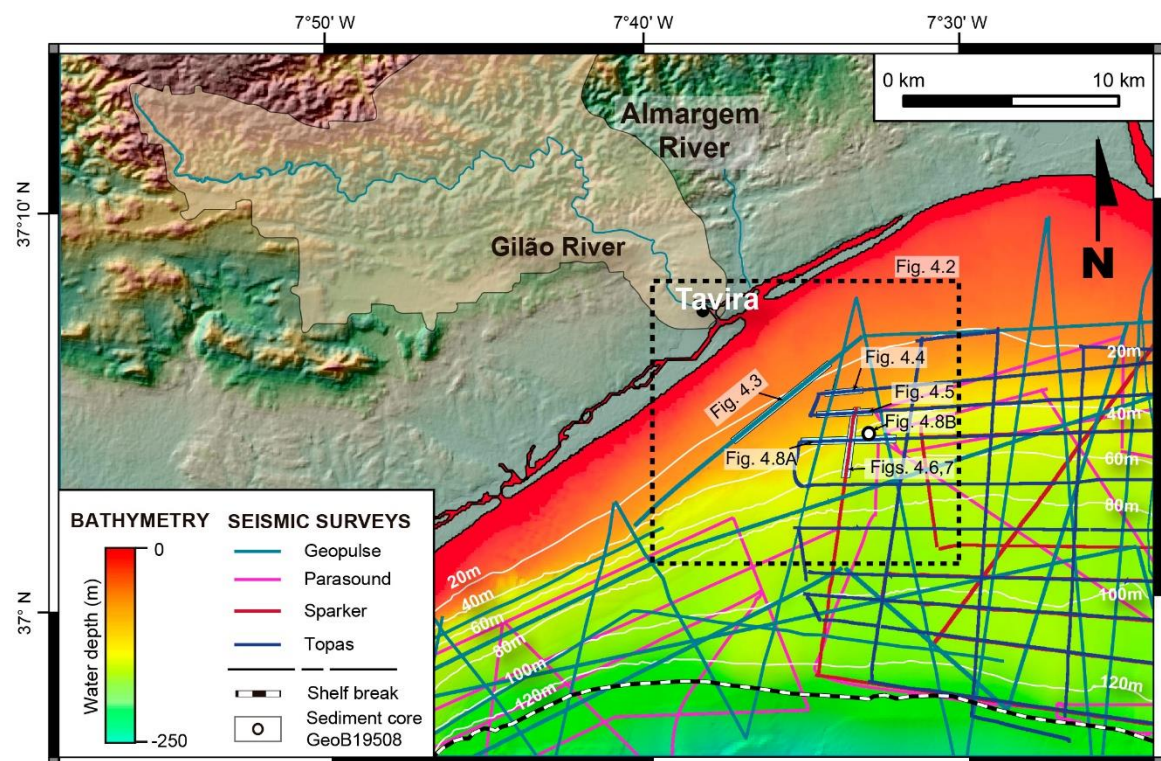 7°50' W
7°40' W
7°30' W
0 km
10 km
Almargem
River
37°10' N
Gilão River
N
Fig. 4.2
Tavira
20m
Fig. 4.4
Fig. 4.3
Fig. 4.5
40m
Fig. 4.8B
Fig. 4.8A
60m
Figs. 4.6,7
80m
BATHYMETRY
SEISMIC SURVEYS
0
Geopulse
Parasound
Sparker
Topas
Shelf break
Sediment core
GeoB19508
Water depth (m)
-250
20m
40m
60m
80m
100m
120m
100m
120m
37° N